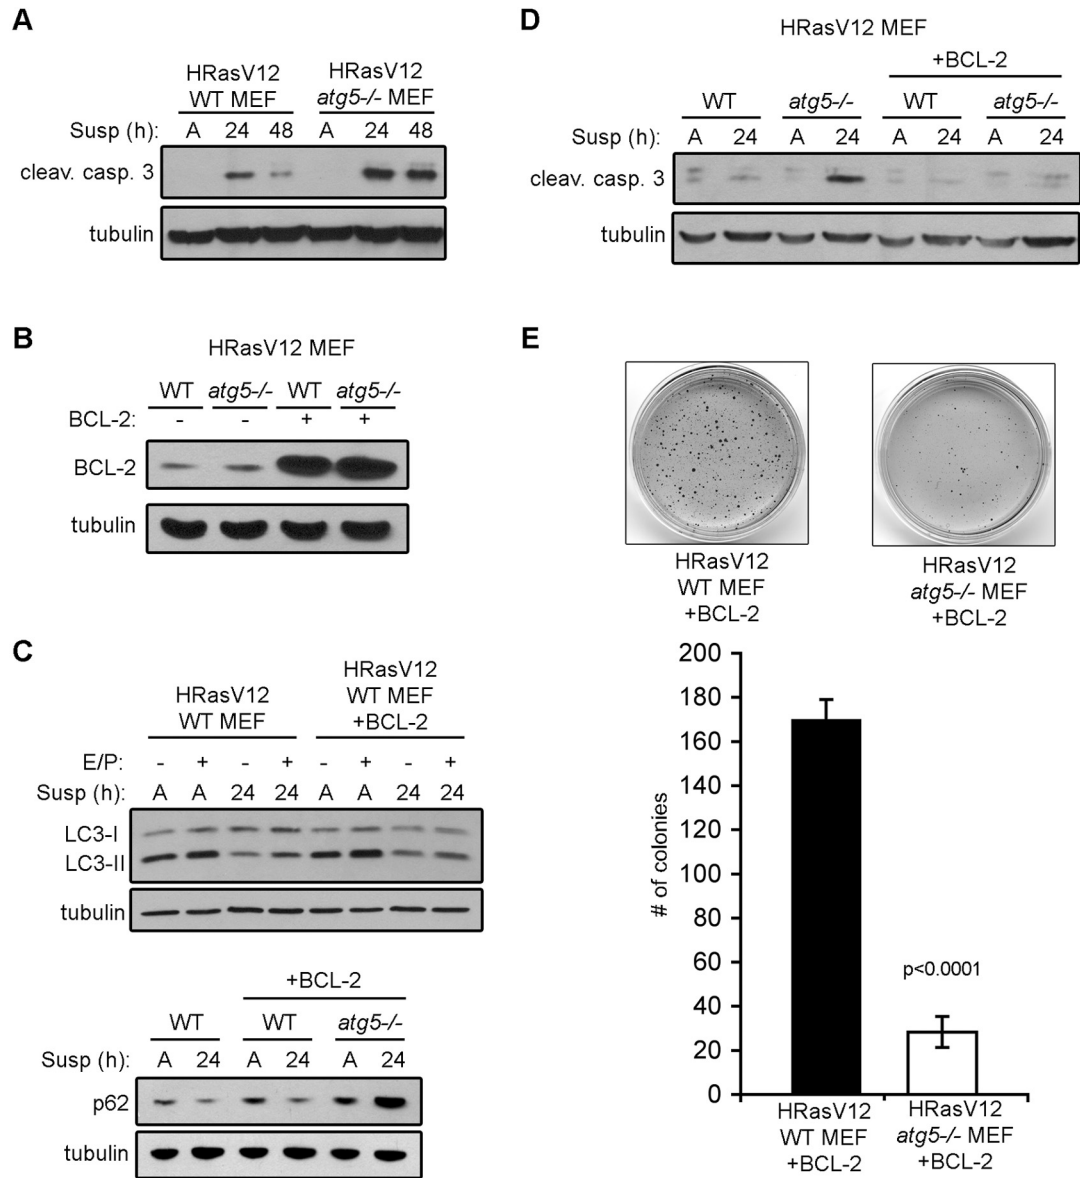 A
HRasV12 HRasV12
WT MEF atg5-/- MEF
Susp (h): A 24 48 A 24 48
cleav. casp. 3
tubulin
B
HRasV12 MEF
WT atg5-/- WT atg5-/-
BCL-2: - - + +
BCL-2
tubulin
C
HRasV12
WT MEF
HRasV12
WT MEF
+BCL-2
E/P: - + - + - + - +
Susp (h): A A 24 24 A A 24 24
LC3-I
LC3-II
tubulin
+BCL-2
WT WT atg5-/-
Susp (h): A 24 A 24 A 24
p62
tubulin
D
HRasV12 MEF
+BCL-2
WT atg5-/- WT atg5-/-
Susp (h): A 24 A 24 A 24 A 24
cleav. casp. 3
tubulin
E
HRasV12
WT MEF
+BCL-2
HRasV12
atg5-/- MEF
+BCL-2
# of colonies
200
180
160
140
120
100
80
60
40
20
0
p<0.0001
HRasV12
WT MEF
+BCL-2
HRasV12
atg5-/- MEF
+BCL-2